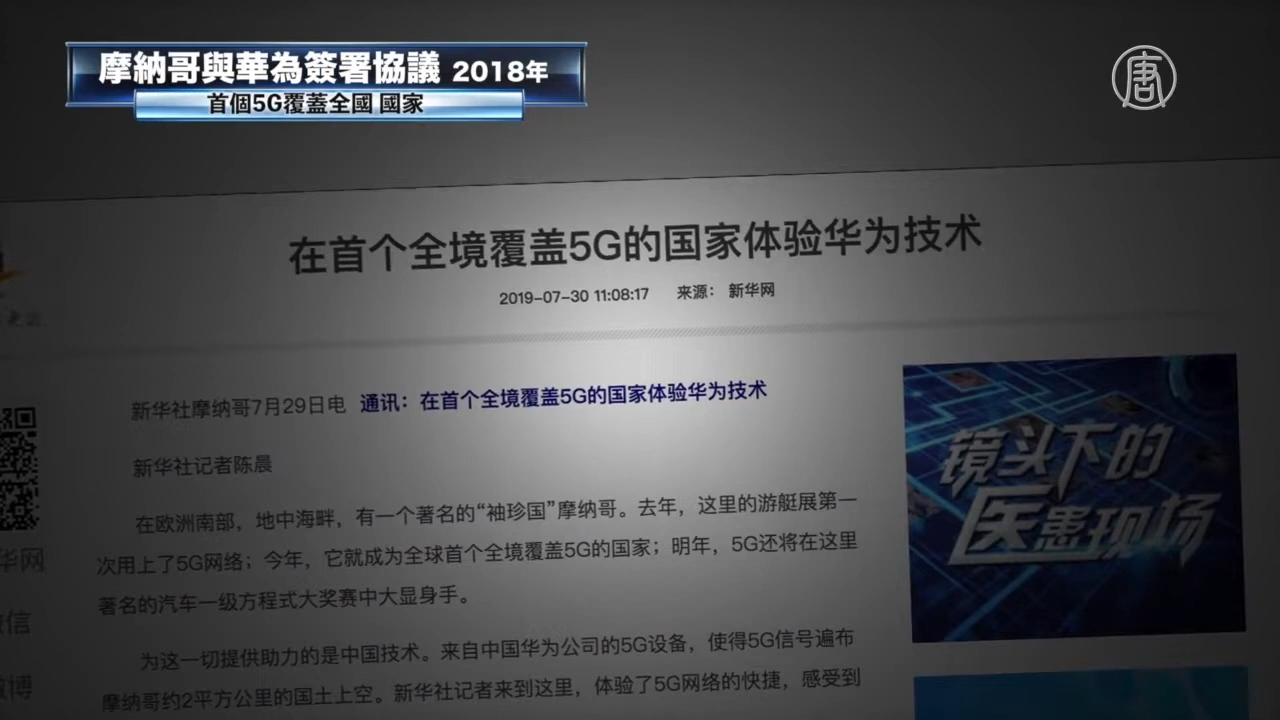 摩納哥與華為簽署協議 2018年
首個5G覆蓋全國 國家
唐
在首个全境覆盖5G的国家体验华为技术
2019-07-30 11:08:17 来源： 新华网
新华社摩纳哥7月29日电 通讯：在首个全境覆盖5G的国家体验华为技术
新华社记者陈晨
在欧洲南部，地中海畔，有一个著名的“袖珍国”摩纳哥。去年，这里的游艇展第一
次用上了5G网络；今年，它就成为全球首个全境覆盖5G的国家；明年，5G还将在这里
著名的汽车一级方程式大奖赛中大显身手。
为这一切提供助力的是中国技术。来自中国华为公司的5G设备，使得5G信号遍布
摩纳哥约2平方公里的国土上空。新华社记者来到这里，体验了5G网络的快捷，感受到
华网
微信
微博
镜头下的
医患现场